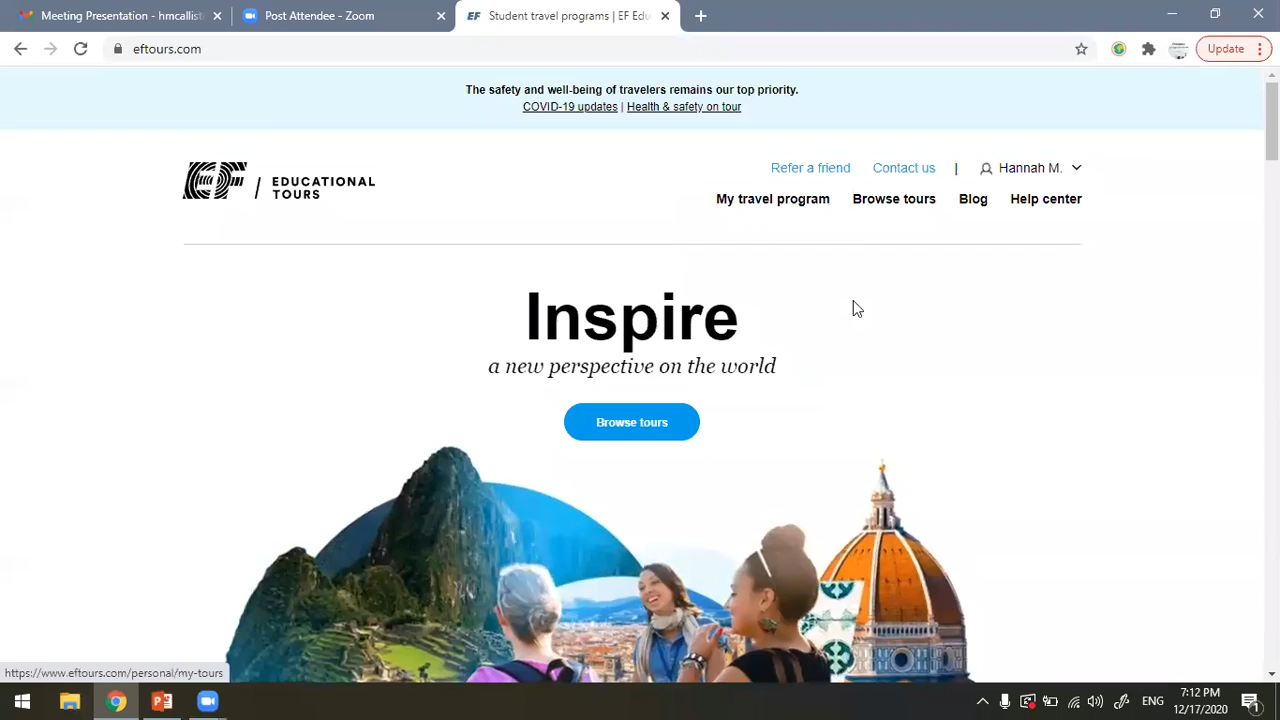 Meeting Presentation - hmcallis
Post Attendee - Zoom
EF Student travel programs | EF Edu
eftours.com
Update
The safety and well-being of travelers remains our top priority.
COVID-19 updates | Health & safety on tour
EF / EDUCATIONAL
TOURS
Refer a friend Contact us | Hannah M.
My travel program Browse tours Blog Help center
Inspire
a new perspective on the world
Browse tours
https://www.eftours.com/personal/my-tours
ENG
7:12 PM
12/17/2020
1